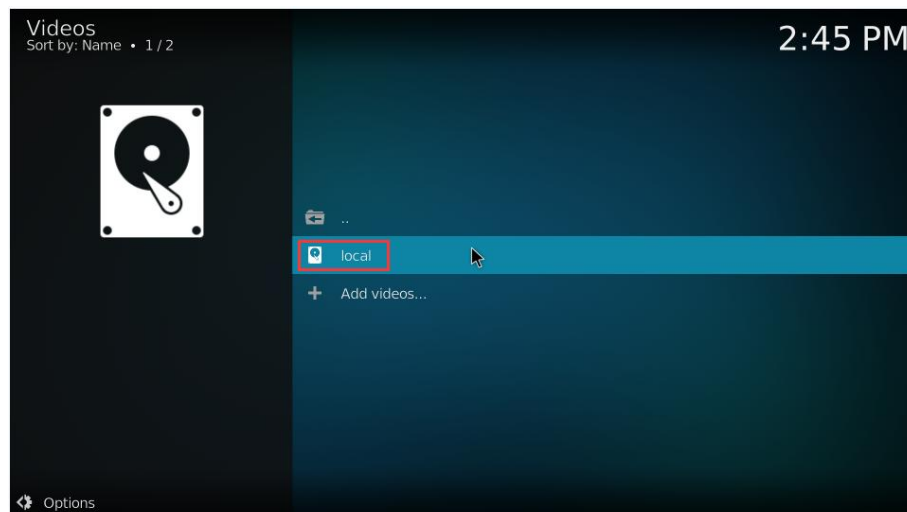 Videos
Sort by: Name • 1 / 2
2:45 PM
..
local
Add videos...
Options